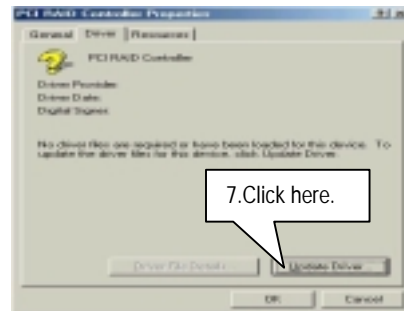 PCI RAID Controller Properties
General Driver Resources
PCI RAID Controller
Driver Provider:
Driver Date:
Digital Signer:
No driver files are required or have been loaded for this device. To
update the driver files for this device, click Update Driver.
7.Click here.
Driver File Details Update Driver...
OK Cancel